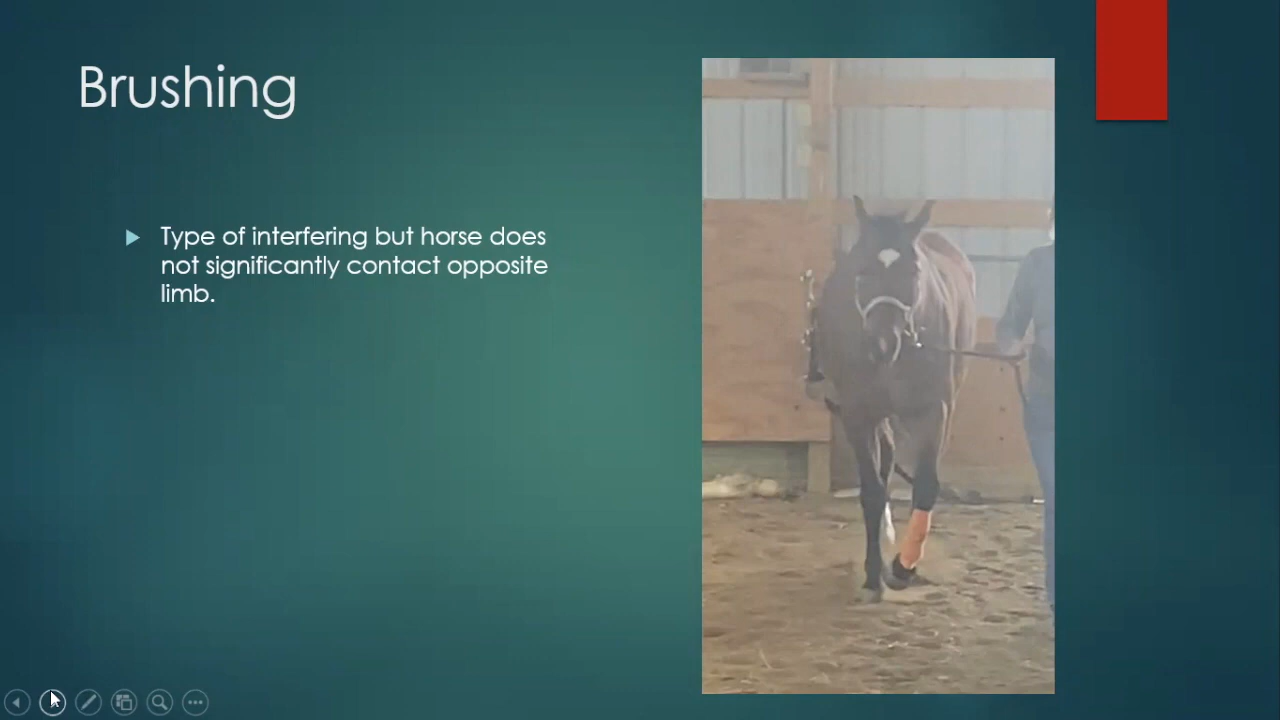 Brushing
Type of interfering but horse does
not significantly contact opposite
limb.